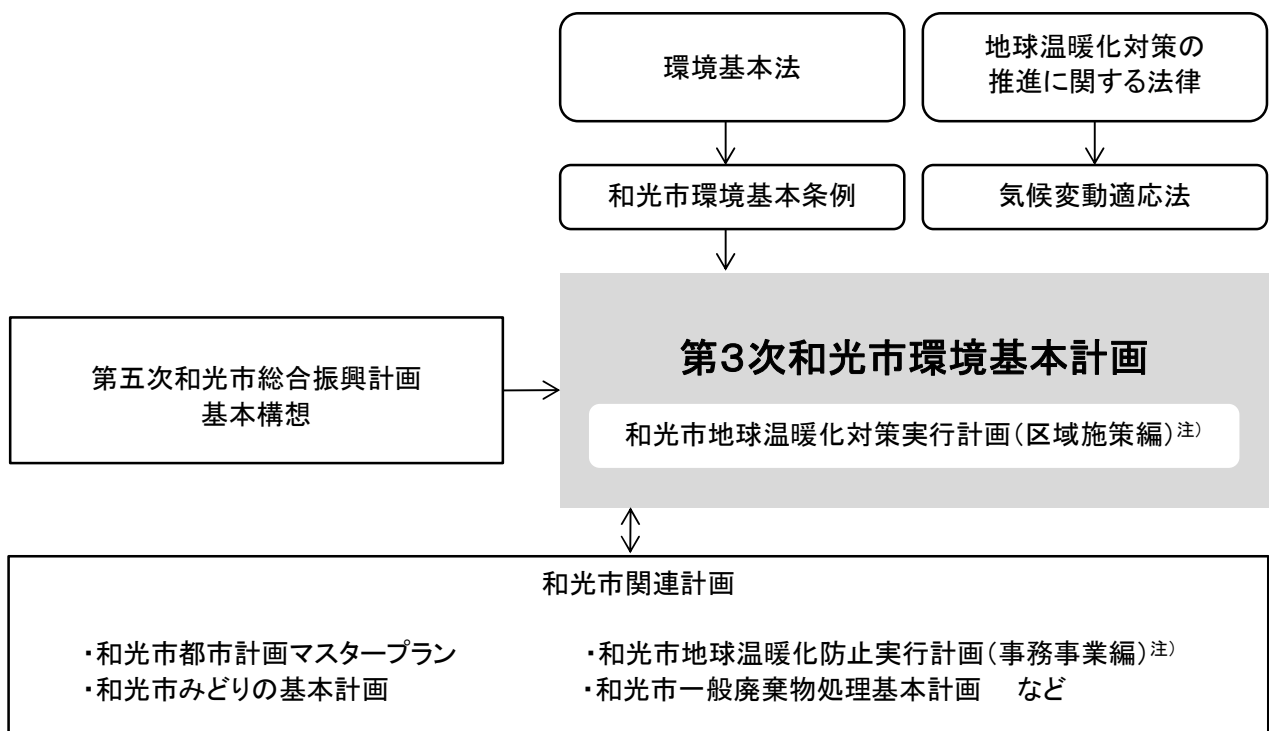 環境基本法
地球温暖化対策の
推進に関する法律
和光市環境基本条例
気候変動適応法
第五次和光市総合振興計画
基本構想
第3次和光市環境基本計画
和光市地球温暖化対策実行計画(区域施策編)注)
和光市関連計画
・和光市都市計画マスタープラン
・和光市みどりの基本計画
・和光市地球温暖化防止実行計画(事務事業編)注)
・和光市一般廃棄物処理基本計画 など